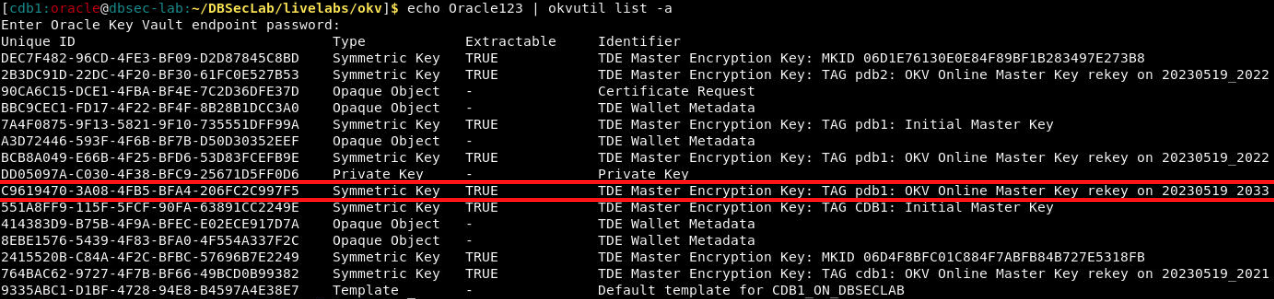 [cdb1:oracle@dbsec-lab:~/DBSecLab/livelabs/okv]$ echo Oracle123 | okvutil list -a
Enter Oracle Key Vault endpoint password:
Unique ID                               Type            Extractable     Identifier
DEC7F482-96CD-4FE3-BF09-D2D87845C8BD    Symmetric Key   TRUE            TDE Master Encryption Key: MKID 06D1E76130E0E84F89BF1B283497E273B8
2B3DC91D-22DC-4F20-BF30-61FC0E527B53    Symmetric Key   TRUE            TDE Master Encryption Key: TAG pdb2: OKV Online Master Key rekey on 20230519_2022
90CA6C15-DCE1-4FBA-BF4E-7C2D36DFE37D    Opaque Object   -               Certificate Request
BBC9CEC1-FD17-4F22-BF4F-8B28B1DCC3A0    Opaque Object   -               TDE Wallet Metadata
7A4F0875-9F13-5821-9F10-735551DFF99A    Symmetric Key   TRUE            TDE Master Encryption Key: TAG pdb1: Initial Master Key
A3D72446-593F-4F6B-BF7B-D50D30352EEF    Opaque Object   -               TDE Wallet Metadata
BCB8A049-E66B-4F25-BFD6-53D83FCEFB9E    Symmetric Key   TRUE            TDE Master Encryption Key: TAG pdb1: OKV Online Master Key rekey on 20230519_2022
DD05097A-C030-4F38-BFC9-25671D5FF0D6    Private Key     -               Private Key
C9619470-3A08-4FB5-BFA4-206FC2C997F5    Symmetric Key   TRUE            TDE Master Encryption Key: TAG pdb1: OKV Online Master Key rekey on 20230519_2033
551A8FF9-115F-5FCF-90FA-63891CC2249E    Symmetric Key   TRUE            TDE Master Encryption Key: TAG CDB1: Initial Master Key
414383D9-B75B-4F9A-BFEC-E02ECE917D7A    Opaque Object   -               TDE Wallet Metadata
8EBE1576-5439-4F83-BFA0-4F554A337F2C    Opaque Object   -               TDE Wallet Metadata
2415520B-C84A-4F2C-BFBC-57696B7E2249    Symmetric Key   TRUE            TDE Master Encryption Key: MKID 06D4F8BFC01C884F7ABFB84B727E5318FB
764BAC62-9727-4F7B-BF66-49BCD0B99382    Symmetric Key   TRUE            TDE Master Encryption Key: TAG cdb1: OKV Online Master Key rekey on 20230519_2021
9335ABC1-D1BF-4728-94E8-B4597A4E38E7    Template        -               Default template for CDB1_ON_DBSECLAB